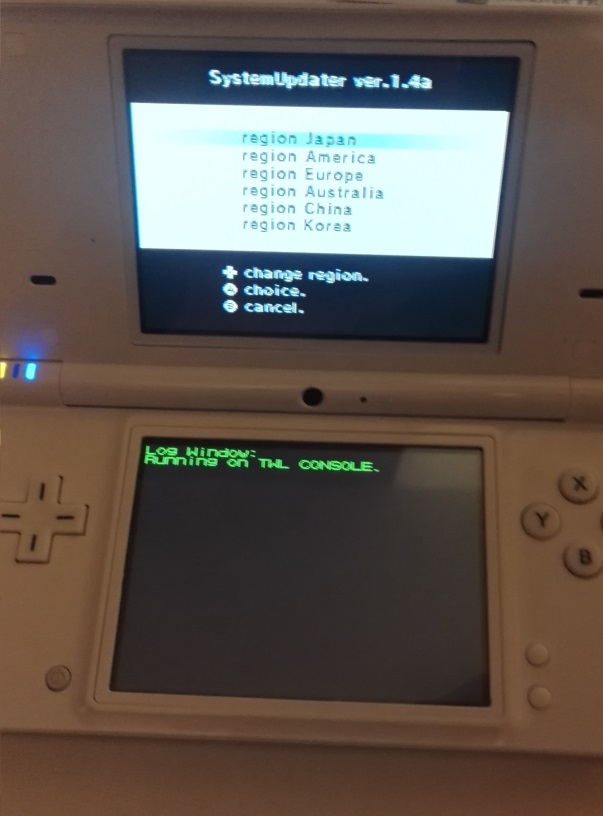 SystemUpdater ver.1.4a
region Japan
region America
region Europe
region Australia
region China
region Korea
change region.
A choice.
B cancel.
Log Window:
Running on TWL CONSOLE.
X
Y
B